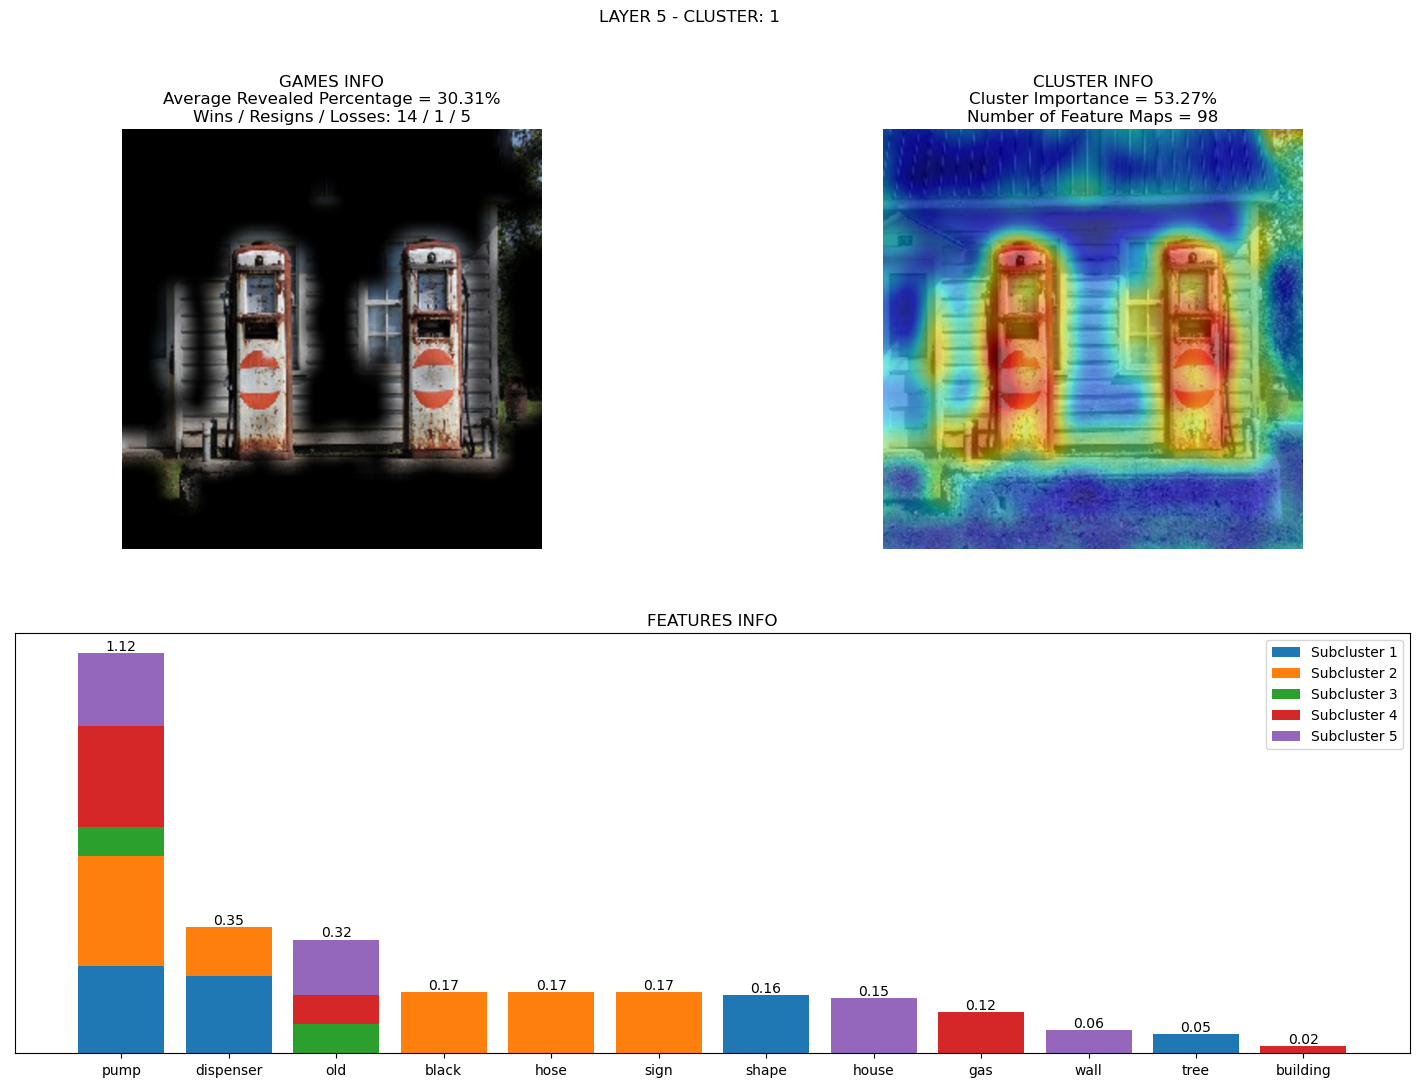 LAYER 5 - CLUSTER: 1
GAMES INFO
Average Revealed Percentage = 30.31%
Wins / Resigns / Losses: 14 / 1 / 5
CLUSTER INFO
Cluster Importance = 53.27%
Number of Feature Maps = 98
FEATURES INFO
1.12
0.35
0.32
0.17
0.17
0.17
0.16
0.15
0.12
0.06
0.05
0.02
Subcluster 1
Subcluster 2
Subcluster 3
Subcluster 4
Subcluster 5
pump
dispenser
old
black
hose
sign
shape
house
gas
wall
tree
building